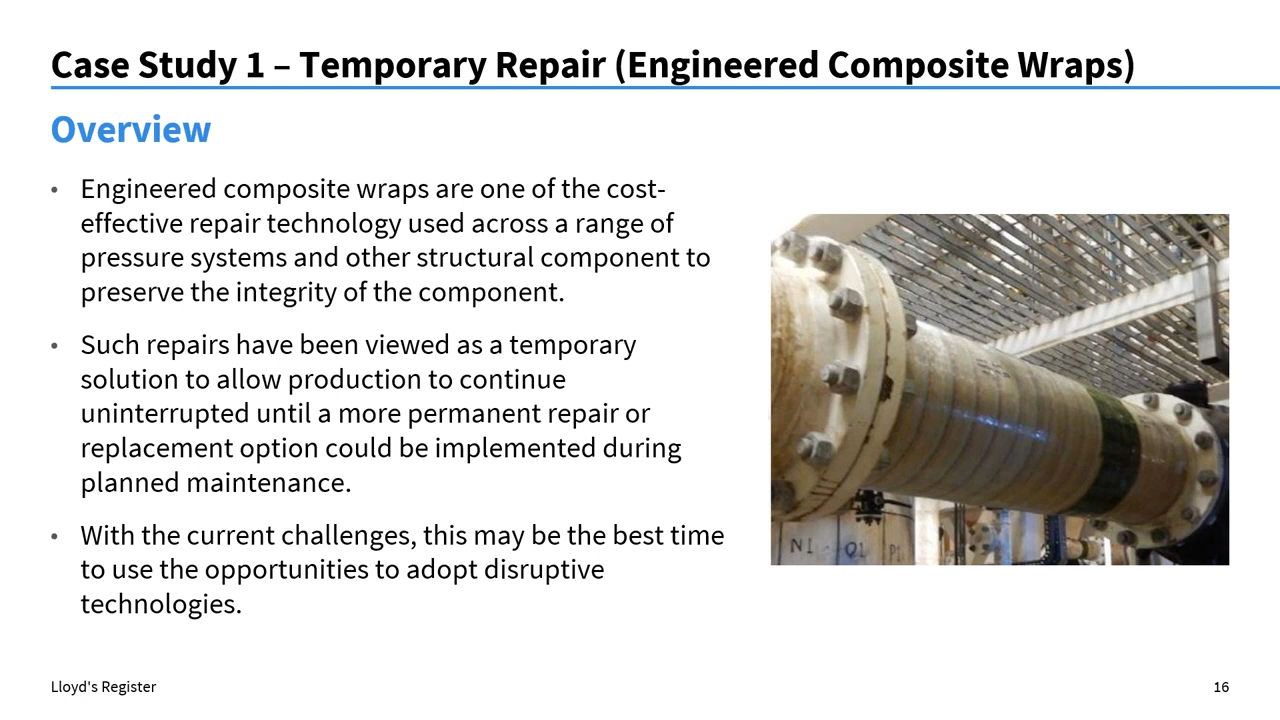 Case Study 1 – Temporary Repair (Engineered Composite Wraps)
Overview
• Engineered composite wraps are one of the cost-
effective repair technology used across a range of
pressure systems and other structural component to
preserve the integrity of the component.
• Such repairs have been viewed as a temporary
solution to allow production to continue
uninterrupted until a more permanent repair or
replacement option could be implemented during
planned maintenance.
• With the current challenges, this may be the best time
to use the opportunities to adopt disruptive
technologies.
N1 Q1 P1
Lloyd's Register
16